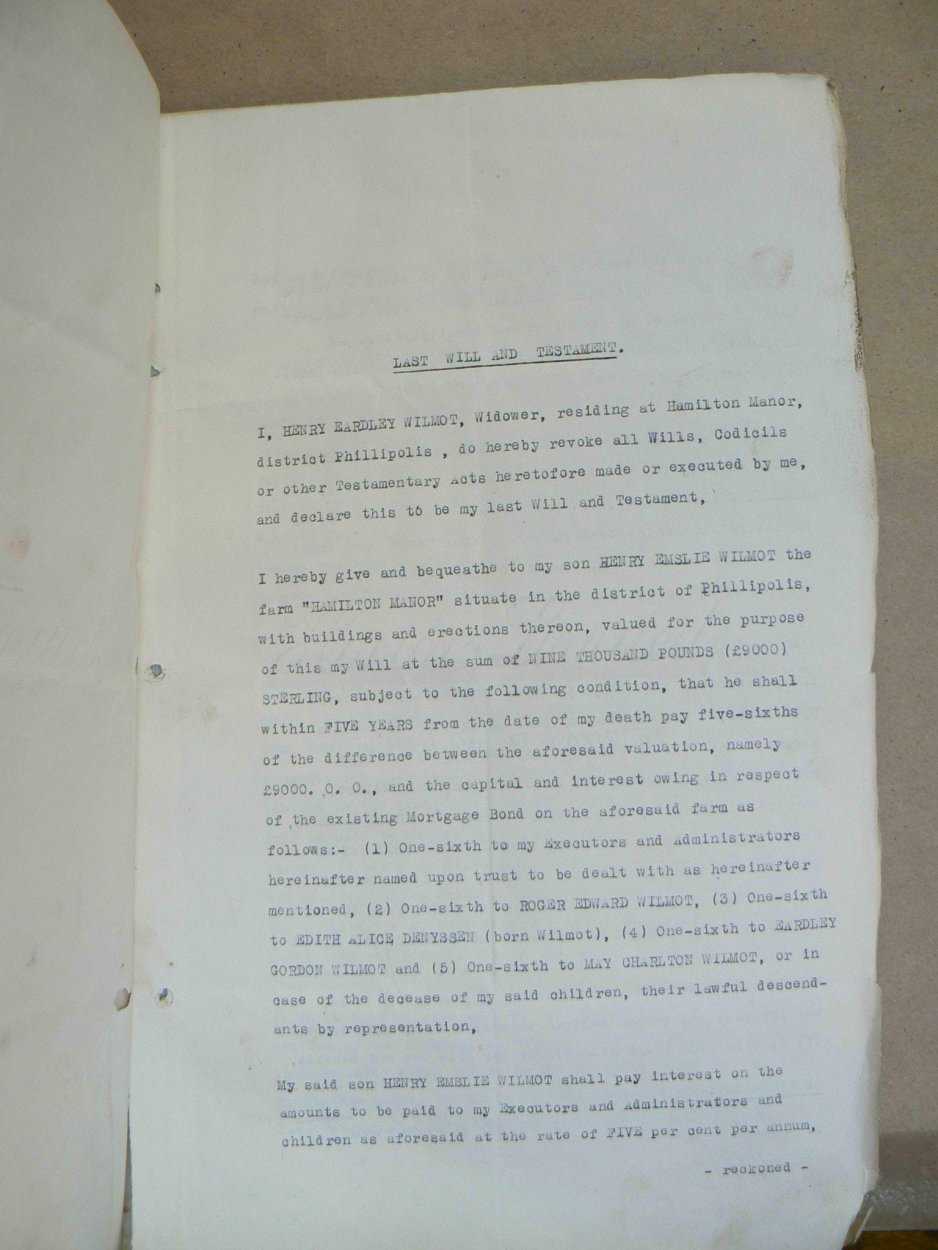 LAST WILL AND TESTAMENT.
I, HENRY EARDLEY WILMOT, Widower, residing at Hamilton Manor,
district Phillipolis , do hereby revoke all Wills, Codicils
or other Testamentary Acts heretofore made or executed by me,
and declare this to be my last Will and Testament,
I hereby give and bequeathe to my son HENRY EMSLIE WILMOT the
farm "HAMILTON MANOR" situate in the district of Phillipolis,
with buildings and erections thereon, valued for the purpose
of this my Will at the sum of NINE THOUSAND POUNDS (£9000)
STERLING, subject to the following condition, that he shall
within FIVE YEARS from the date of my death pay five-sixths
of the difference between the aforesaid valuation, namely
£9000. 0. 0., and the capital and interest owing in respect
of the existing Mortgage Bond on the aforesaid farm as
follows:- (1) One-sixth to my Executors and Administrators
hereinafter named upon trust to be dealt with as hereinafter
mentioned, (2) One-sixth to ROGER EDWARD WILMOT, (3) One-sixth
to EDITH ALICE DENYSSEN (born Wilmot), (4) One-sixth to EARDLEY
GORDON WILMOT and (5) One-sixth to MAY CHARLTON WILMOT, or in
case of the decease of my said children, their lawful descend-
ants by representation,
My said son HENRY EMSLIE WILMOT shall pay interest on the
amounts to be paid to my Executors and Administrators and
children as aforesaid at the rate of FIVE per cent per annum,
- reckoned -